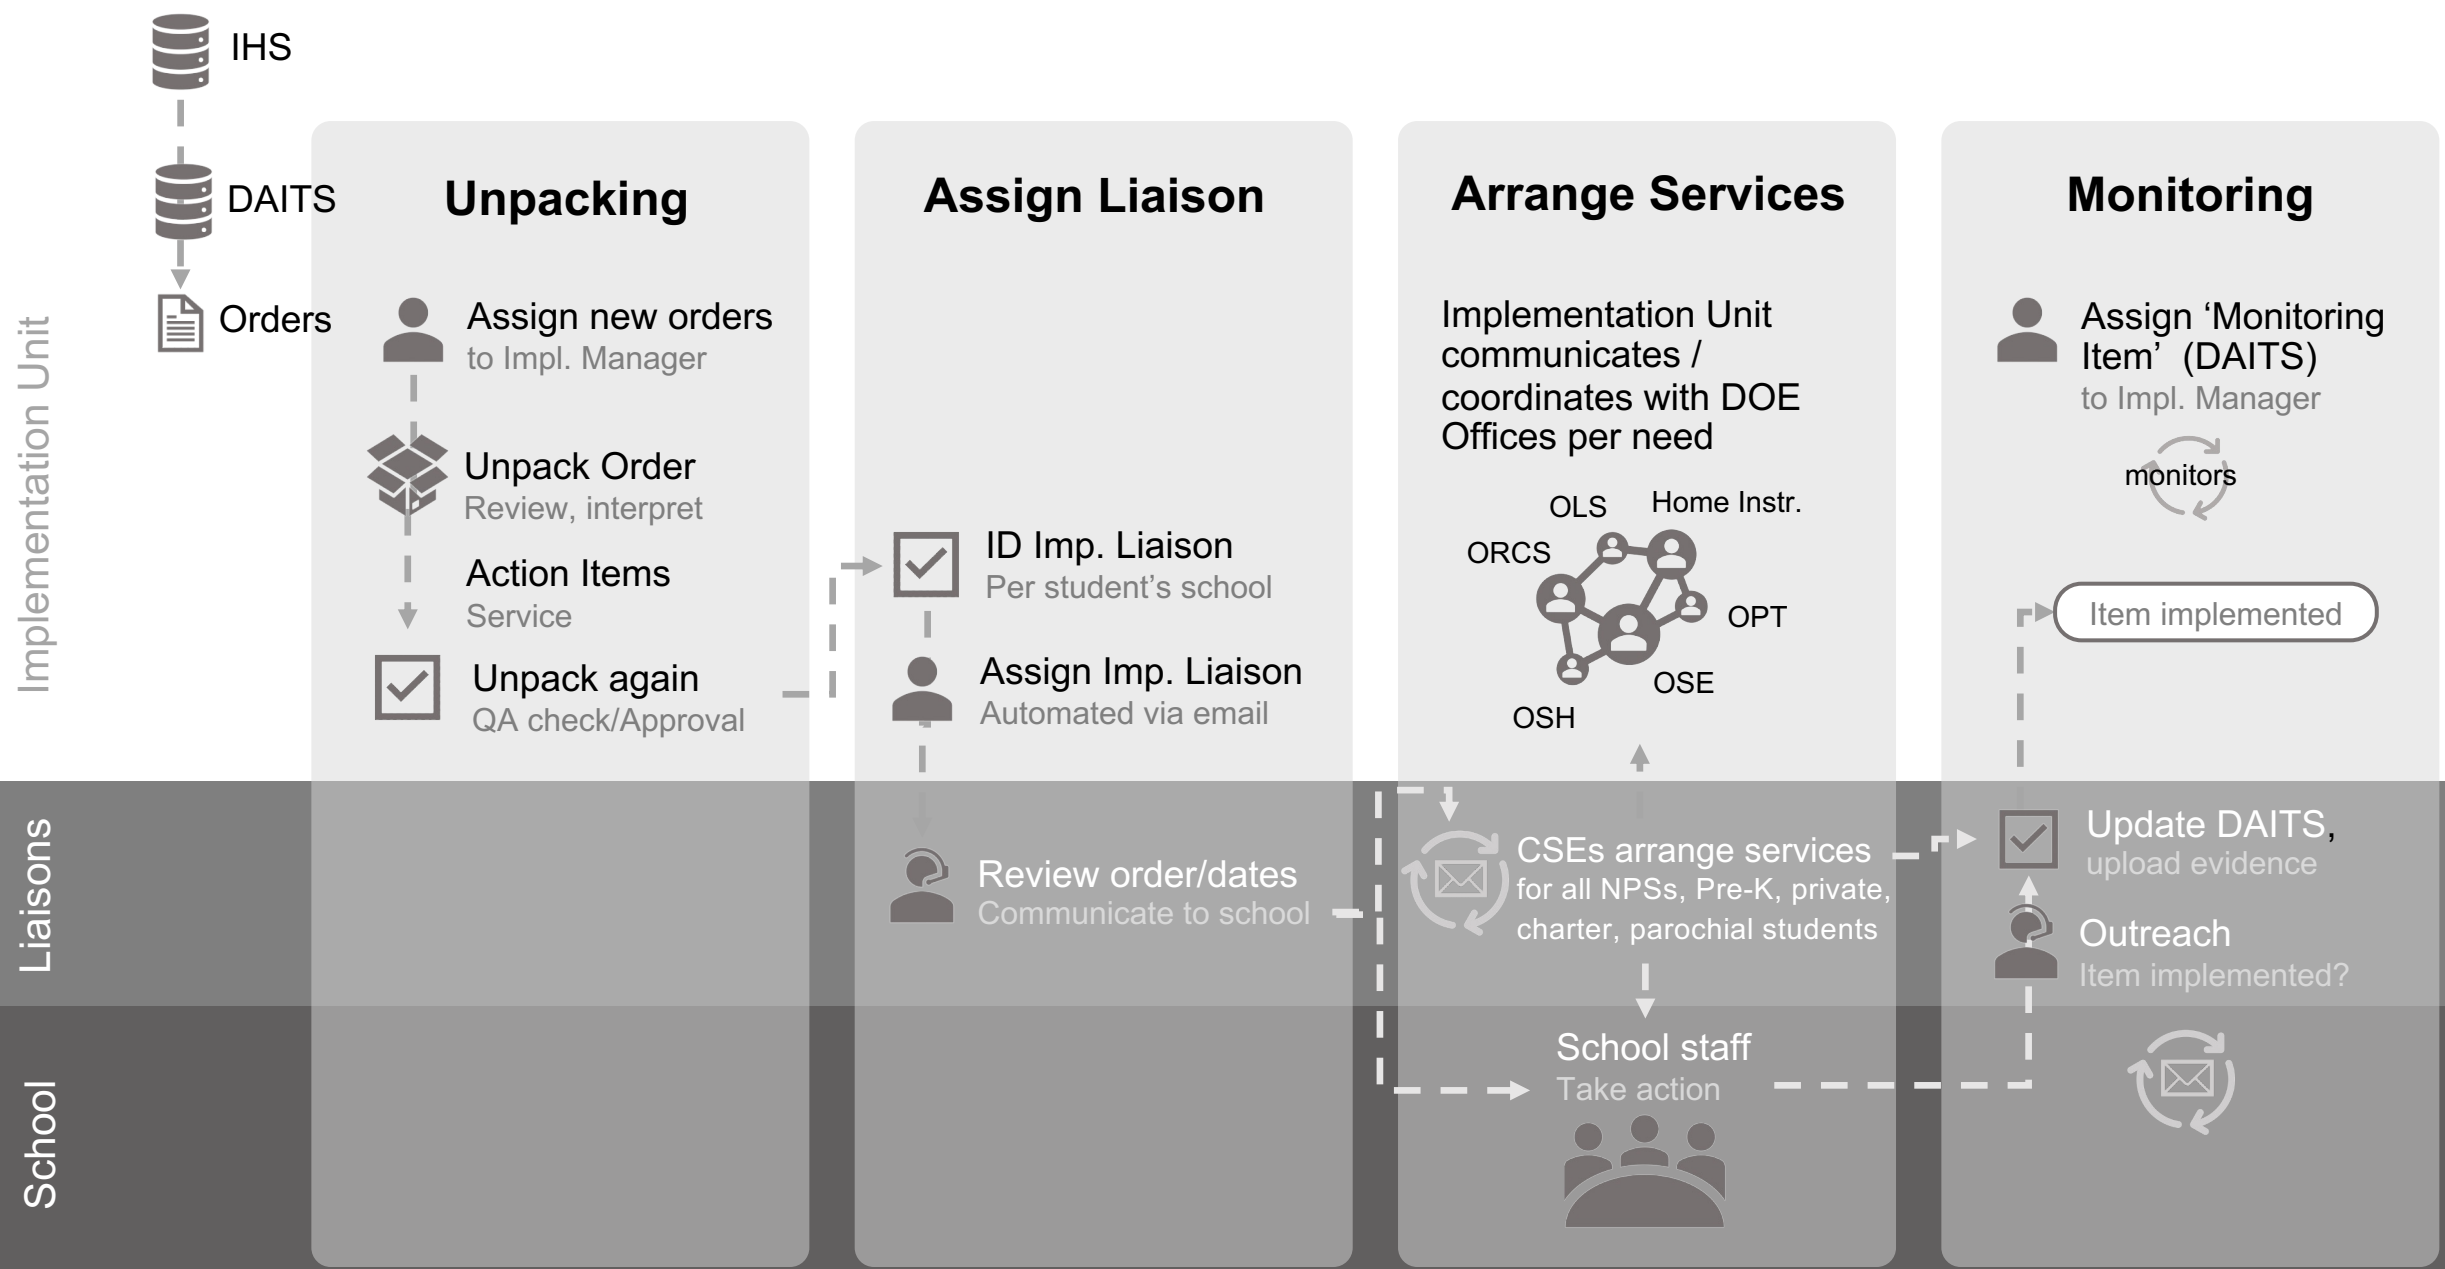 IHS
DAITS
Orders
Implementation Unit
Unpacking
Assign new orders
to Impl. Manager
Unpack Order
Review, interpret
Action Items
Service
Unpack again
QA check/Approval
Assign Liaison
ID Imp. Liaison
Per student’s school
Assign Imp. Liaison
Automated via email
Arrange Services
Implementation Unit
communicates /
coordinates with DOE
Offices per need
OLS
Home Instr.
ORCS
OPT
OSE
OSH
Monitoring
Assign ‘Monitoring
Item’ (DAITS)
to Impl. Manager
monitors
Item implemented
Liaisons
Review order/dates
Communicate to school
CSEs arrange services
for all NPSs, Pre-K, private,
charter, parochial students
Update DAITS,
upload evidence
Outreach
Item implemented?
School
School staff
Take action